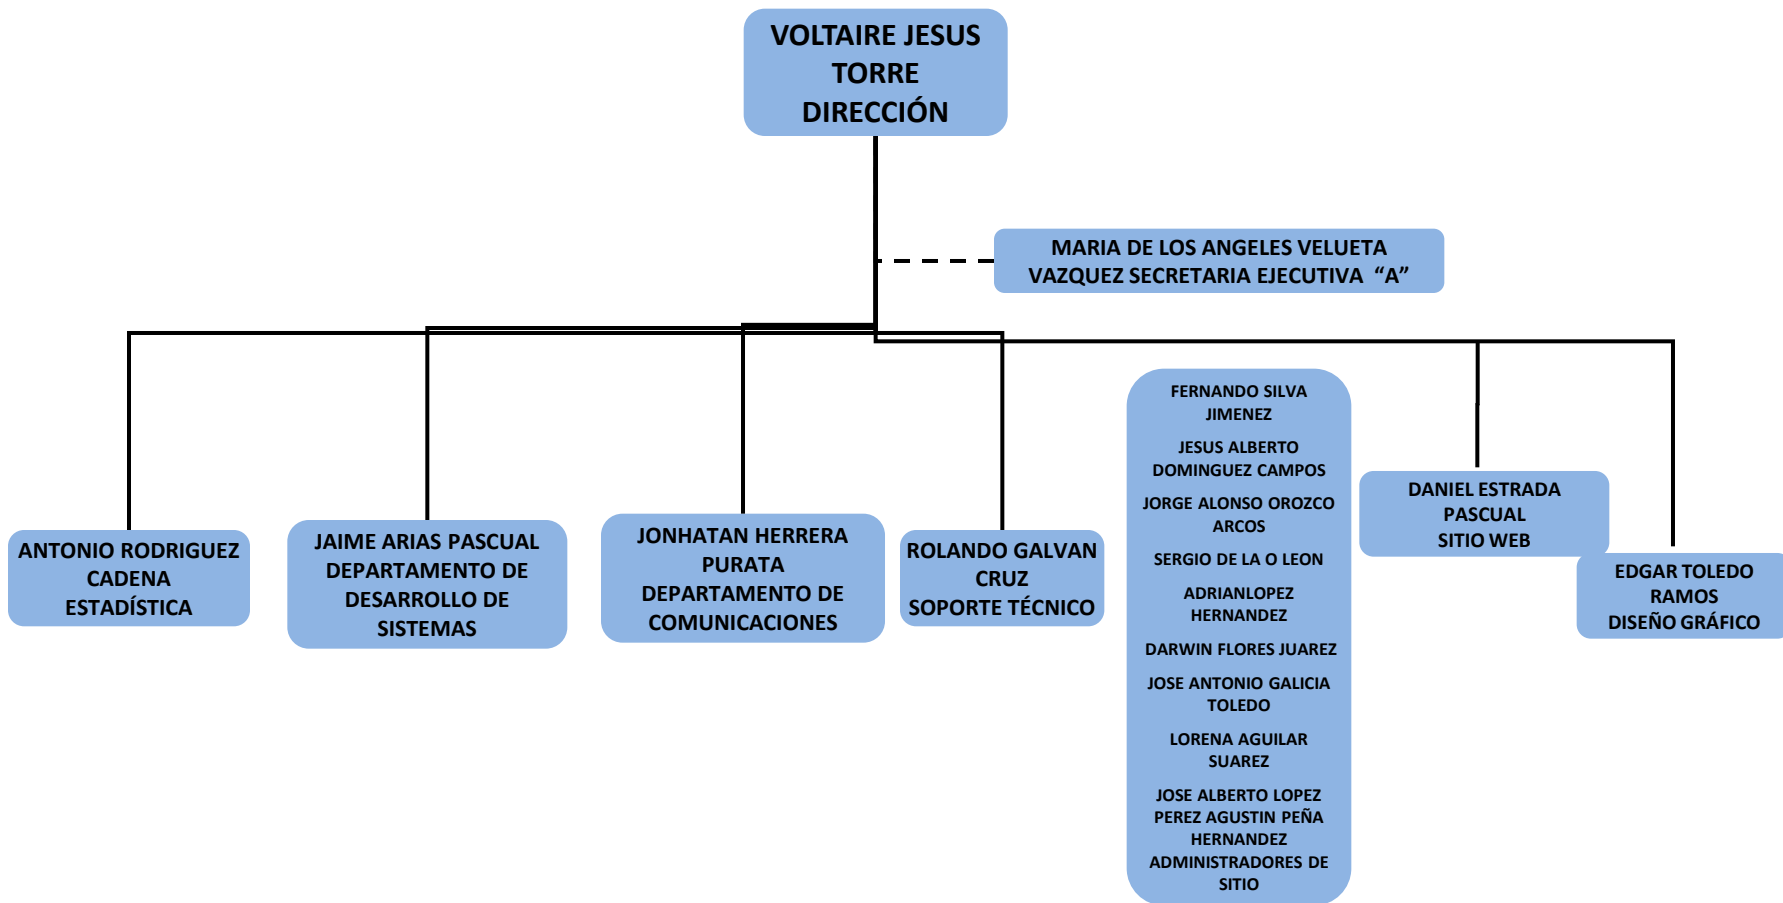 VOLTAIRE JESUS
TORRE
DIRECCIÓN
MARIA DE LOS ANGELES VELUETA
VAZQUEZ SECRETARIA EJECUTIVA “A”
ANTONIO RODRIGUEZ
CADENA
ESTADÍSTICA
JAIME ARIAS PASCUAL
DEPARTAMENTO DE
DESARROLLO DE
SISTEMAS
JONHATAN HERRERA
PURATA
DEPARTAMENTO DE
COMUNICACIONES
ROLANDO GALVAN
CRUZ
SOPORTE TÉCNICO
FERNANDO SILVA
JIMENEZ
JESUS ALBERTO
DOMINGUEZ CAMPOS
JORGE ALONSO OROZCO
ARCOS
SERGIO DE LA O LEON
ADRIANLOPEZ
HERNANDEZ
DARWIN FLORES JUAREZ
JOSE ANTONIO GALICIA
TOLEDO
LORENA AGUILAR
SUAREZ
JOSE ALBERTO LOPEZ
PEREZ AGUSTIN PEÑA
HERNANDEZ
ADMINISTRADORES DE
SITIO
DANIEL ESTRADA
PASCUAL
SITIO WEB
EDGAR TOLEDO
RAMOS
DISEÑO GRÁFICO